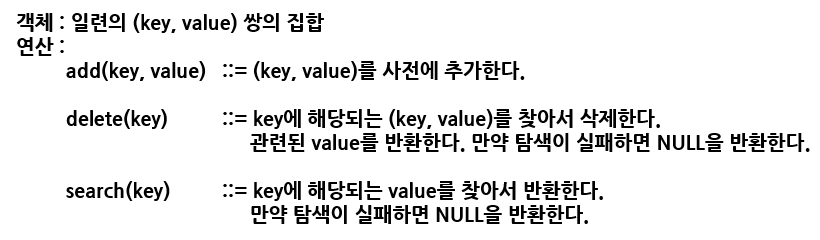 객체 : 일련의 (key, value) 쌍의 집합
연산 :
add(key, value) ::= (key, value)를 사전에 추가한다.
delete(key) ::= key에 해당되는 (key, value)를 찾아서 삭제한다.
관련된 value를 반환한다. 만약 탐색이 실패하면 NULL을 반환한다.
search(key) ::= key에 해당되는 value를 찾아서 반환한다.
만약 탐색이 실패하면 NULL을 반환한다.